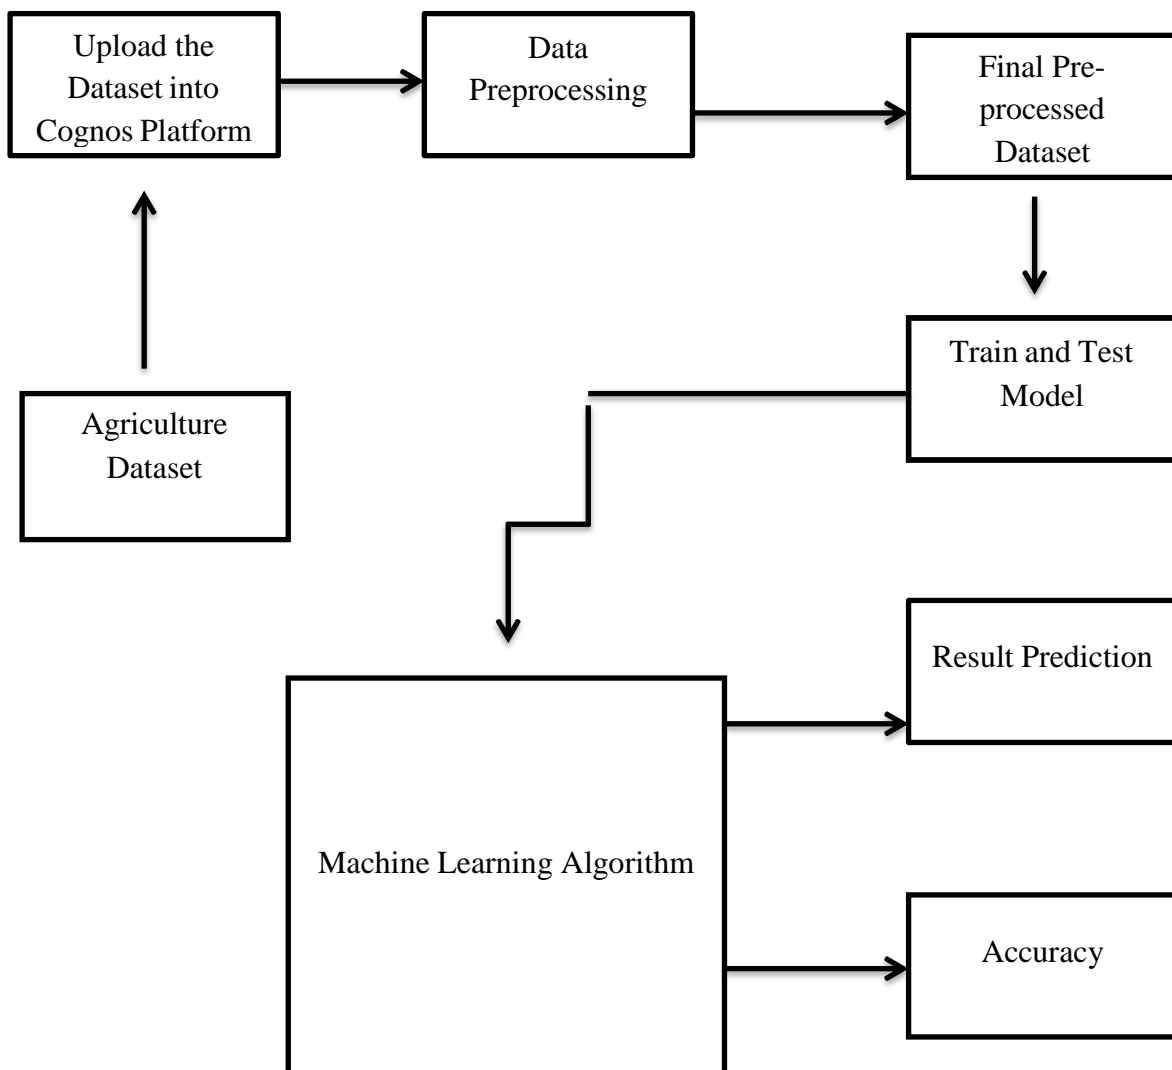 Upload the
Dataset into
Cognos Platform
Data
Preprocessing
Final Pre-
processed
Dataset
Train and Test
Model
Agriculture
Dataset
Result Prediction
Machine Learning Algorithm
Accuracy